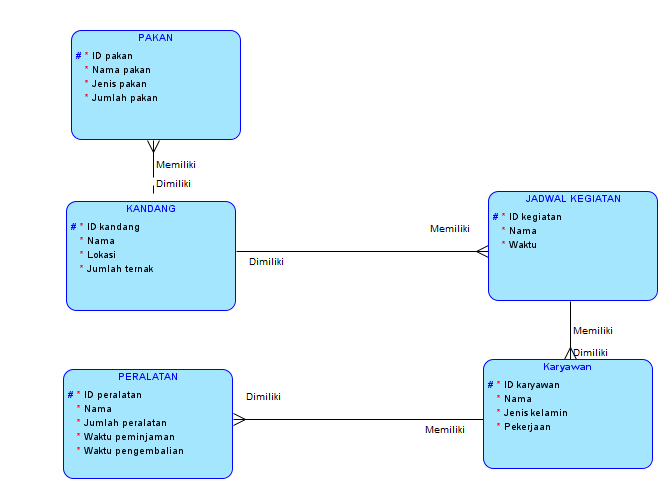 PAKAN
# * ID pakan
* Nama pakan
* Jenis pakan
* Jumlah pakan
Memiliki
Dimiliki
KANDANG
# * ID kandang
* Nama
* Lokasi
* Jumlah ternak
Memiliki
Dimiliki
JADWAL KEGIATAN
# * ID kegiatan
* Nama
* Waktu
Memiliki
Dimiliki
Karyawan
# * ID karyawan
* Nama
* Jenis kelamin
* Pekerjaan
Dimiliki
Memiliki
PERALATAN
# * ID peralatan
* Nama
* Jumlah peralatan
* Waktu peminjaman
* Waktu pengembalian